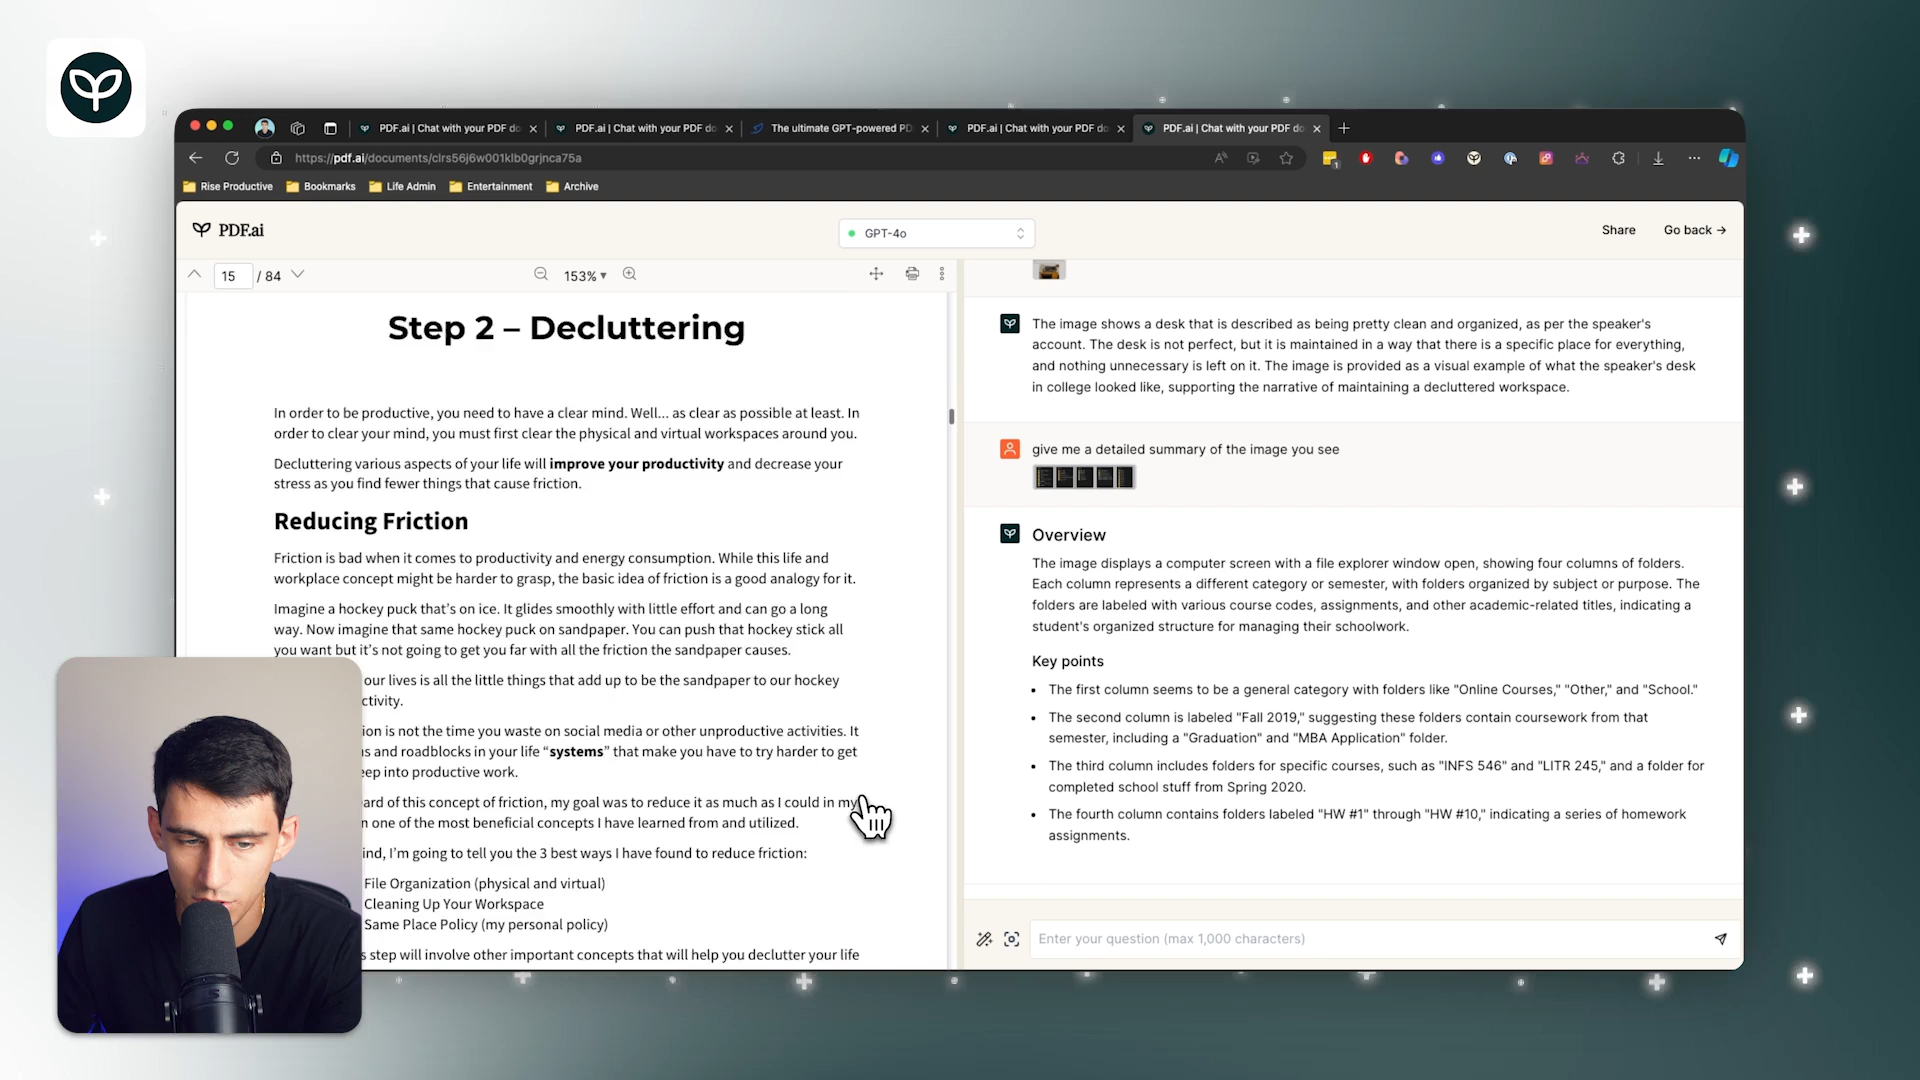 PDF.ai | Chat with your PDF do
PDF.ai | Chat with your PDF do
The ultimate GPT-powered PD
PDF.ai | Chat with your PDF do
PDF.ai | Chat with your PDF do
https://pdf.ai/documents/clrs56j6w001klb0grjnca75a
Rise Productive
Bookmarks
Life Admin
Entertainment
Archive
PDF.ai
GPT-4o
Share
Go back →
15 / 84
153%
Step 2 – Decluttering
In order to be productive, you need to have a clear mind. Well... as clear as possible at least. In
order to clear your mind, you must first clear the physical and virtual workspaces around you.
Decluttering various aspects of your life will improve your productivity and decrease your
stress as you find fewer things that cause friction.
Reducing Friction
Friction is bad when it comes to productivity and energy consumption. While this life and
workplace concept might be harder to grasp, the basic idea of friction is a good analogy for it.
Imagine a hockey puck that's on ice. It glides smoothly with little effort and can go a long
way. Now imagine that same hockey puck on sandpaper. You can push that hockey stick all
you want but it's not going to get you far with all the friction the sandpaper causes.
our lives is all the little things that add up to be the sandpaper to our hockey
ctivity.
ion is not the time you waste on social media or other unproductive activities. It
s and roadblocks in your life “systems” that make you have to try harder to get
eep into productive work.
ard of this concept of friction, my goal was to reduce it as much as I could in my
n one of the most beneficial concepts I have learned from and utilized.
ind, I'm going to tell you the 3 best ways I have found to reduce friction:
File Organization (physical and virtual)
Cleaning Up Your Workspace
Same Place Policy (my personal policy)
s step will involve other important concepts that will help you declutter your life
The image shows a desk that is described as being pretty clean and organized, as per the speaker's
account. The desk is not perfect, but it is maintained in a way that there is a specific place for everything,
and nothing unnecessary is left on it. The image is provided as a visual example of what the speaker's desk
in college looked like, supporting the narrative of maintaining a decluttered workspace.
give me a detailed summary of the image you see
Overview
The image displays a computer screen with a file explorer window open, showing four columns of folders.
Each column represents a different category or semester, with folders organized by subject or purpose. The
folders are labeled with various course codes, assignments, and other academic-related titles, indicating a
student's organized structure for managing their schoolwork.
Key points
• The first column seems to be a general category with folders like "Online Courses," "Other," and "School."
• The second column is labeled "Fall 2019," suggesting these folders contain coursework from that
semester, including a "Graduation" and "MBA Application" folder.
• The third column includes folders for specific courses, such as "INFS 546" and "LITR 245," and a folder for
completed school stuff from Spring 2020.
• The fourth column contains folders labeled "HW #1" through "HW #10," indicating a series of homework
assignments.
Enter your question (max 1,000 characters)